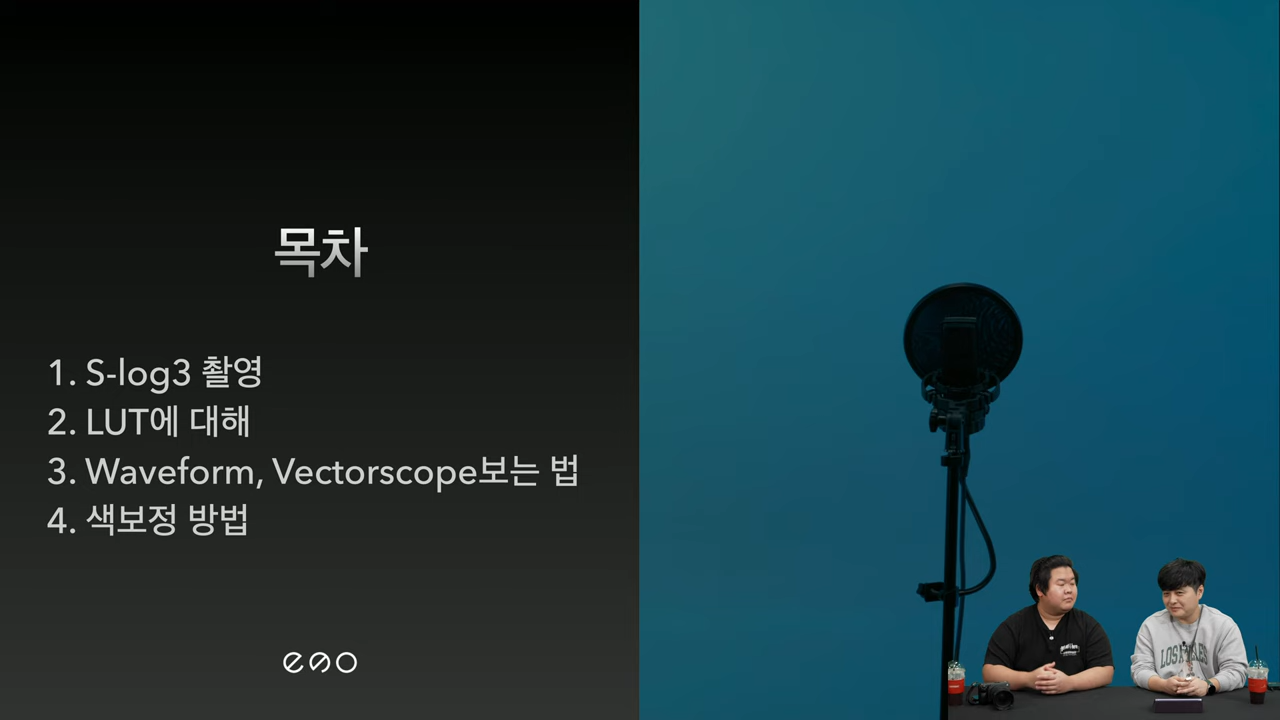 목차
1. S-log3 촬영
2. LUT에 대해
3. Waveform, Vectorscope보는 법
4. 색보정 방법
eno